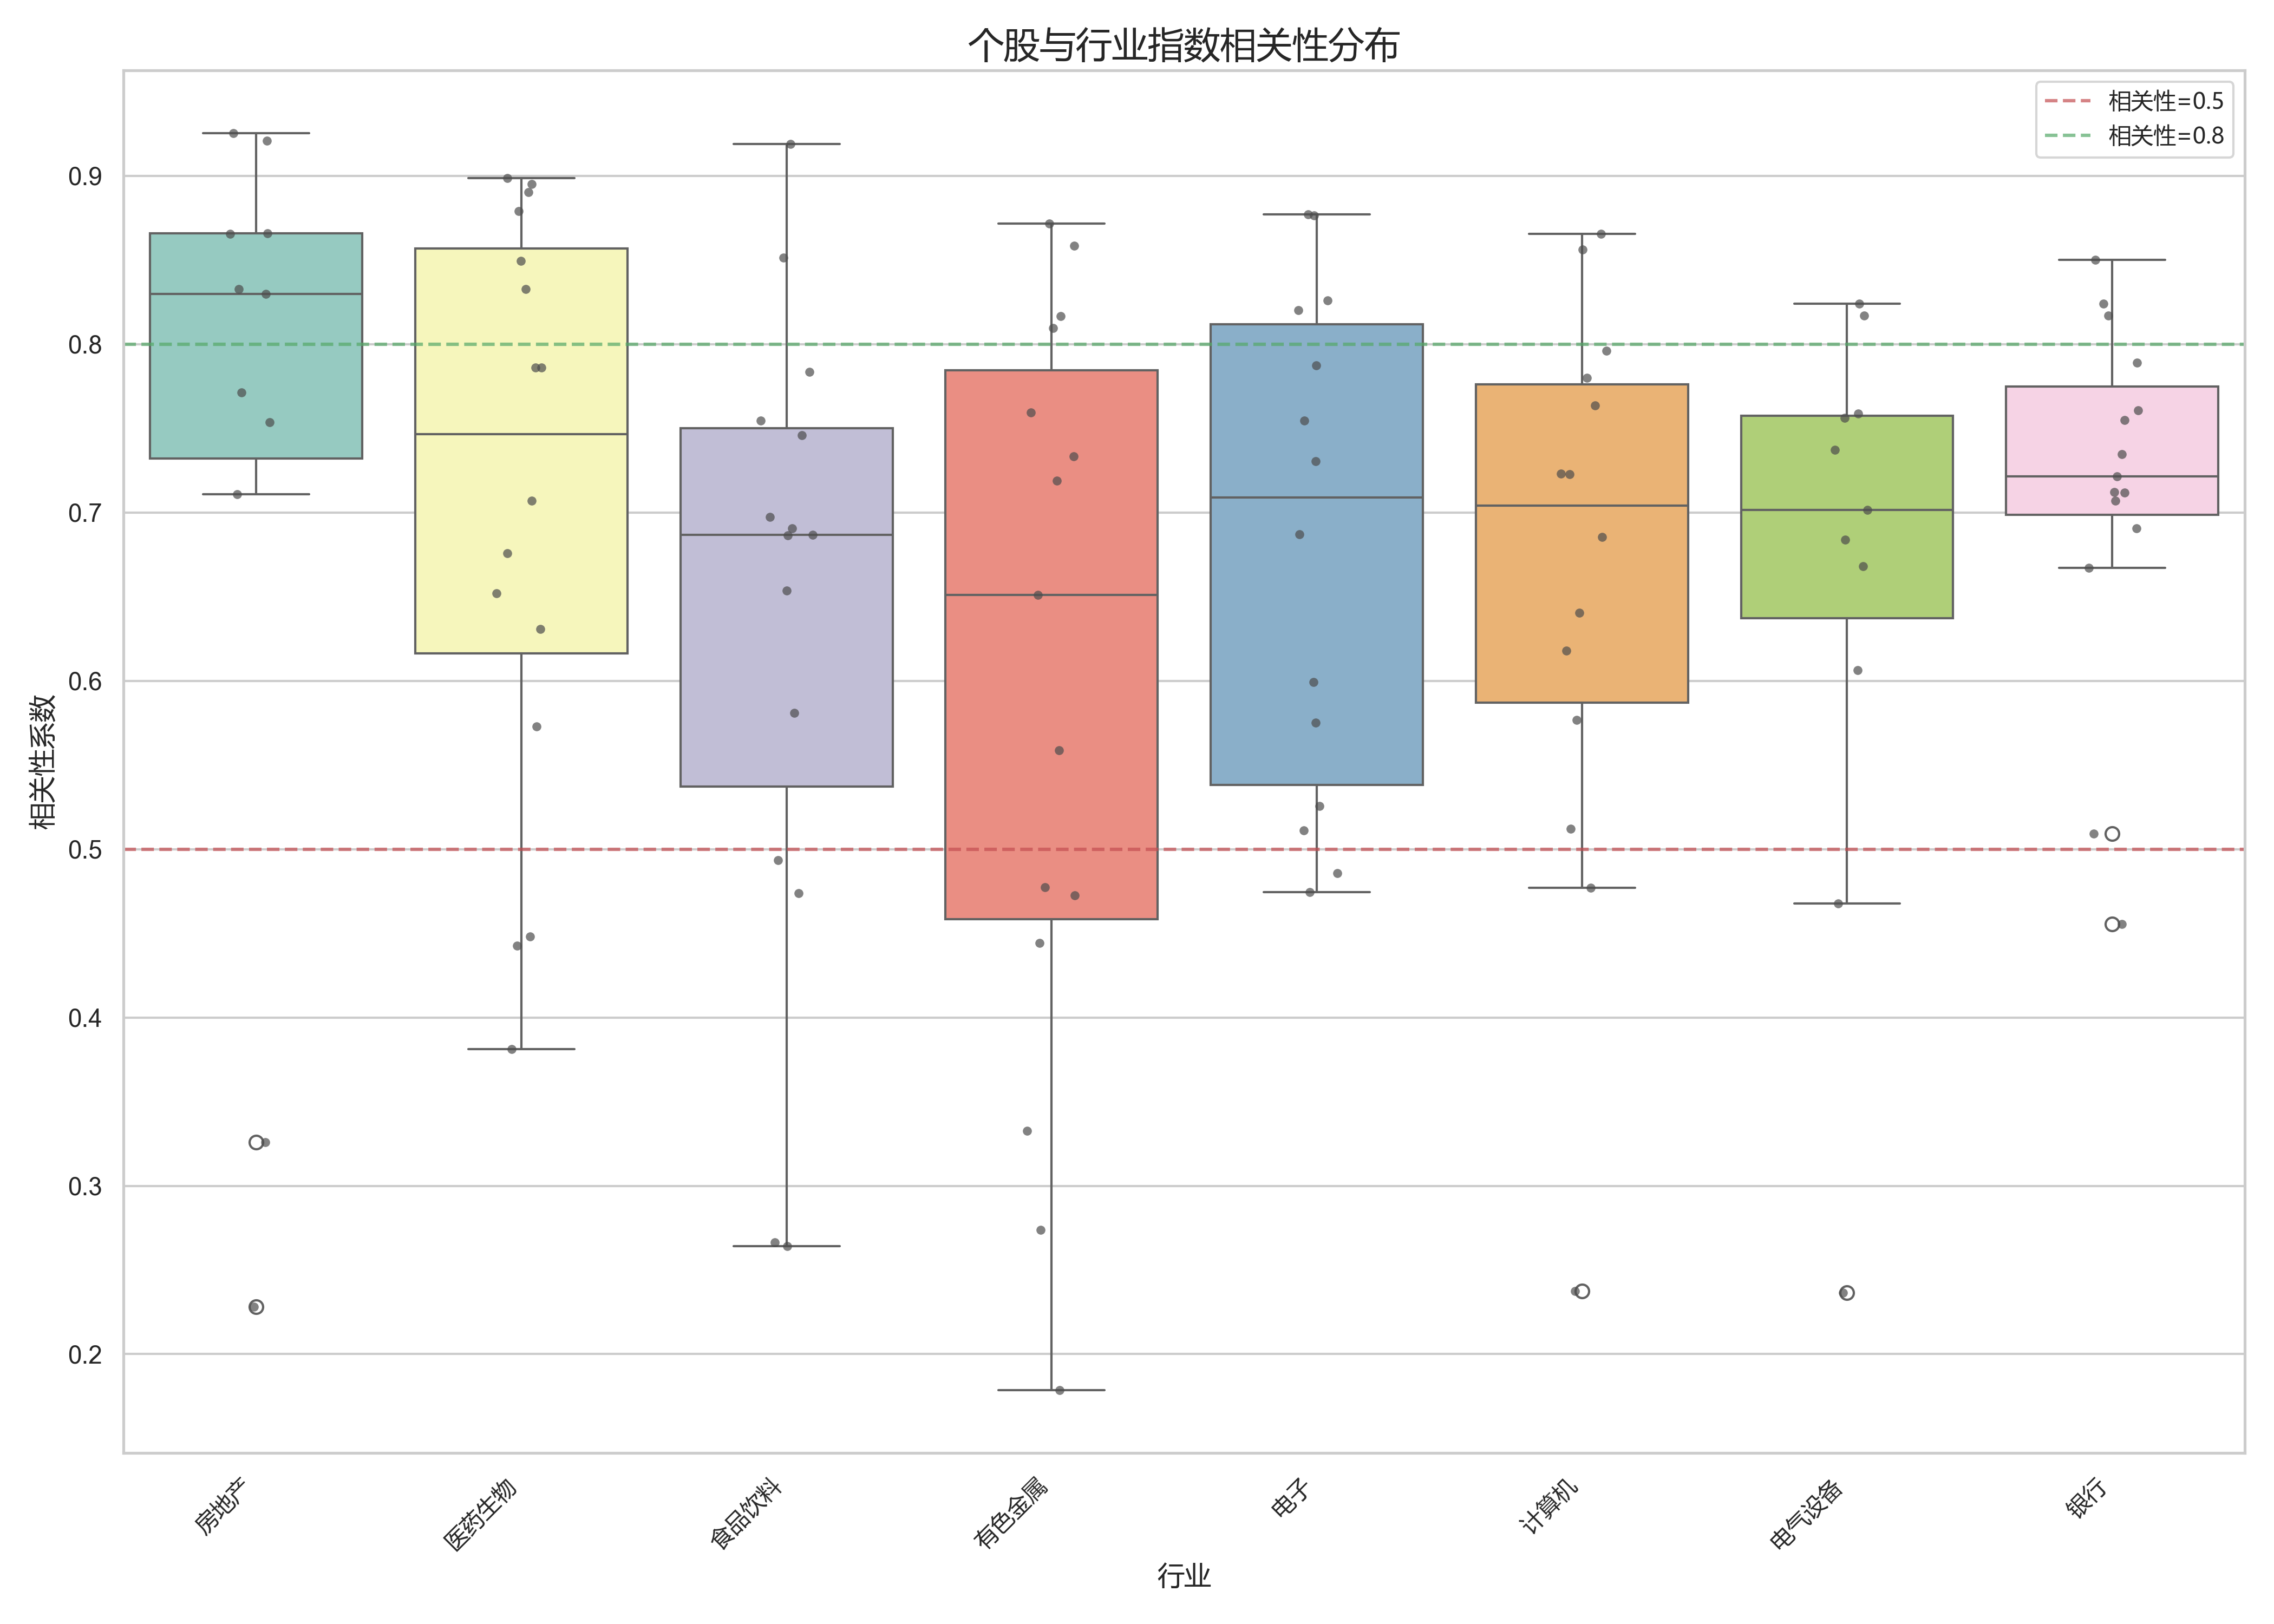 个股与行业指数相关性分布
相关性=0.5
相关性=0.8
相关性系数
0.9
0.8
0.7
0.6
0.5
0.4
0.3
0.2
房地产
医药生物
食品饮料
有色金属
电子
计算机
电气设备
银行
行业